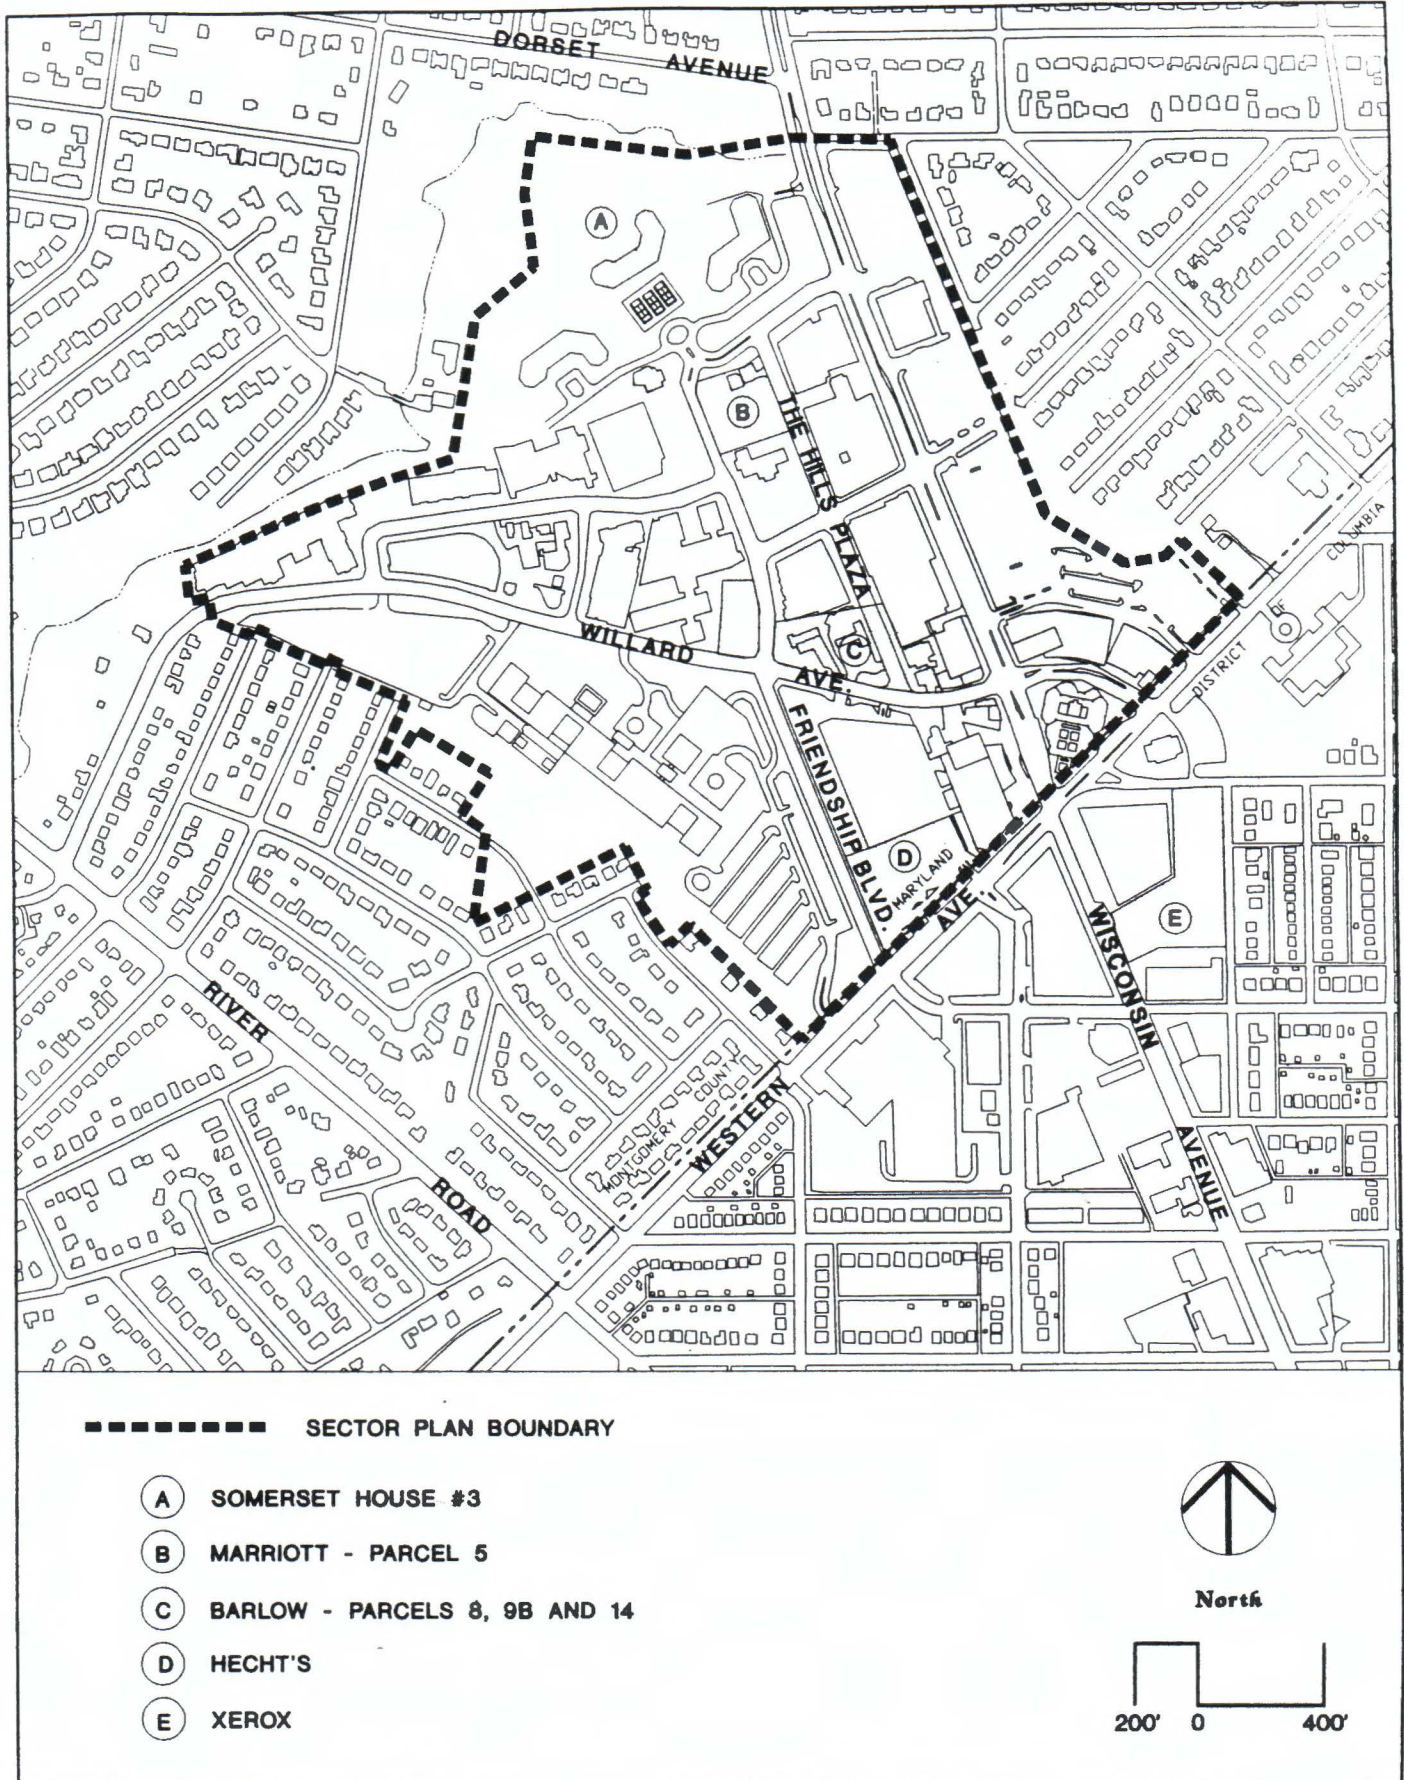 DORSET AVENUE
A
B
THE HILLS PLAZA
COLUMBIA
OF
DISTRICT
WILLARD AVE.
C
FRIENDSHIP BLVD.
D
MARYLAND
AVE.
WISCONSIN
E
RIVER
COUNTY
MONTGOMERY
WESTERN
AVENUE
ROAD
SECTOR PLAN BOUNDARY
A SOMERSET HOUSE #3
B MARRIOTT - PARCEL 5
C BARLOW - PARCELS 8, 9B AND 14
D HECHT'S
E XEROX
North
200' 0 400'